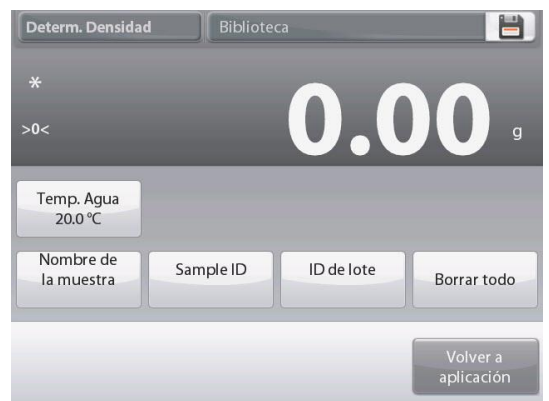 Determ. Densidad
Biblioteca
*
>0<
0.00 g
Temp. Agua
20.0 °C
Nombre de
la muestra
Sample ID
ID de lote
Borrar todo
Volver a
aplicación